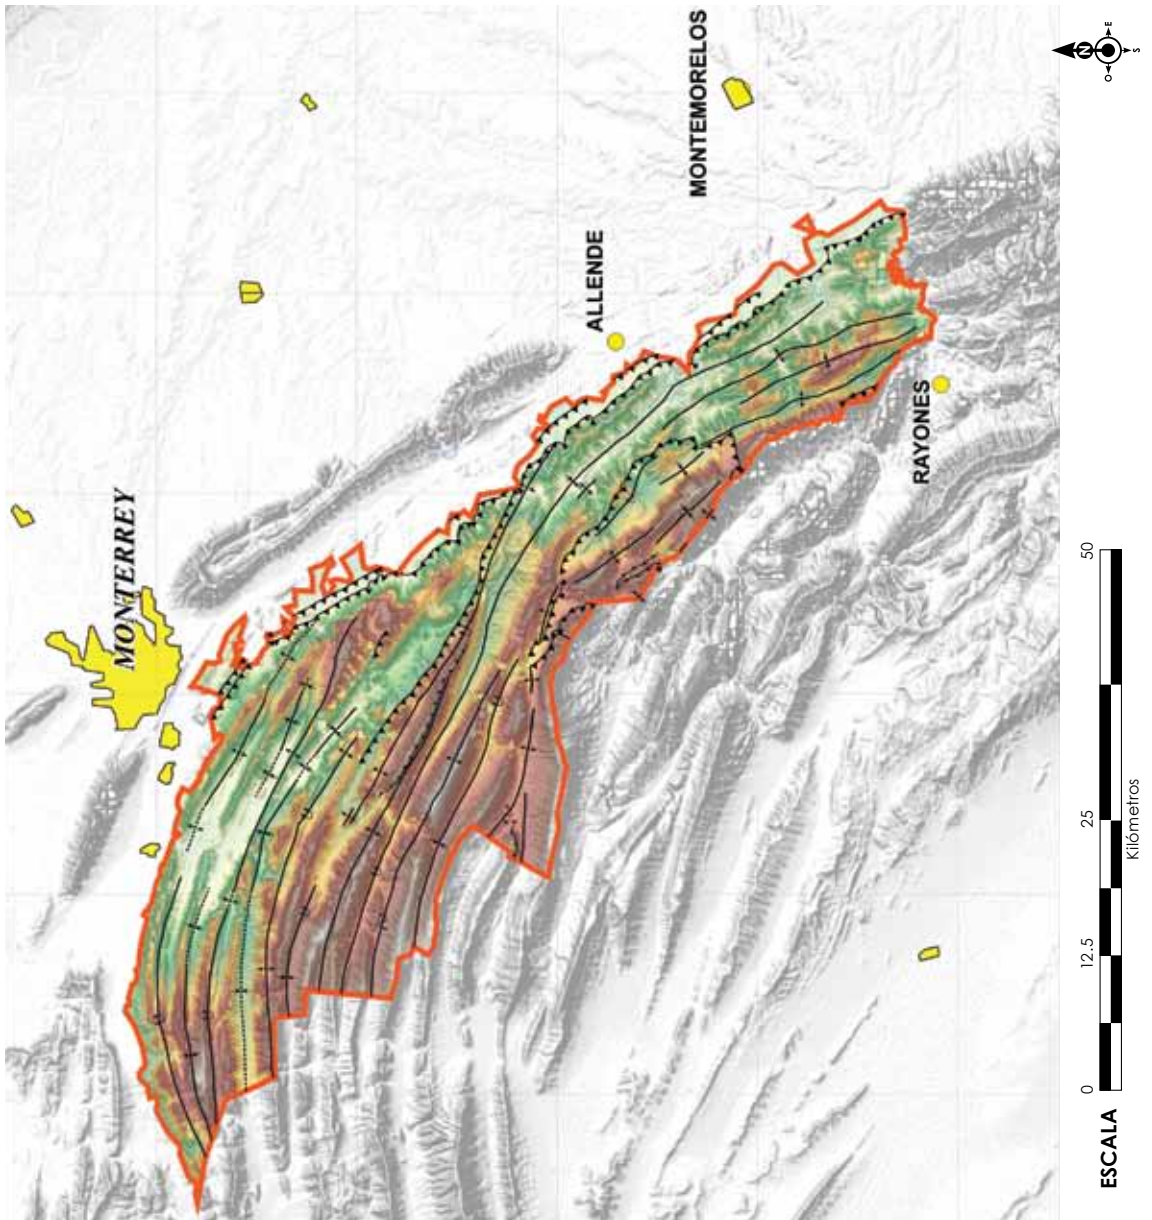 MONTERREY
ALLENDE
MONTEMORELOS
RAYONES
N
E
S
O
ESCALA
0
12.5
25
50
Kilómetros